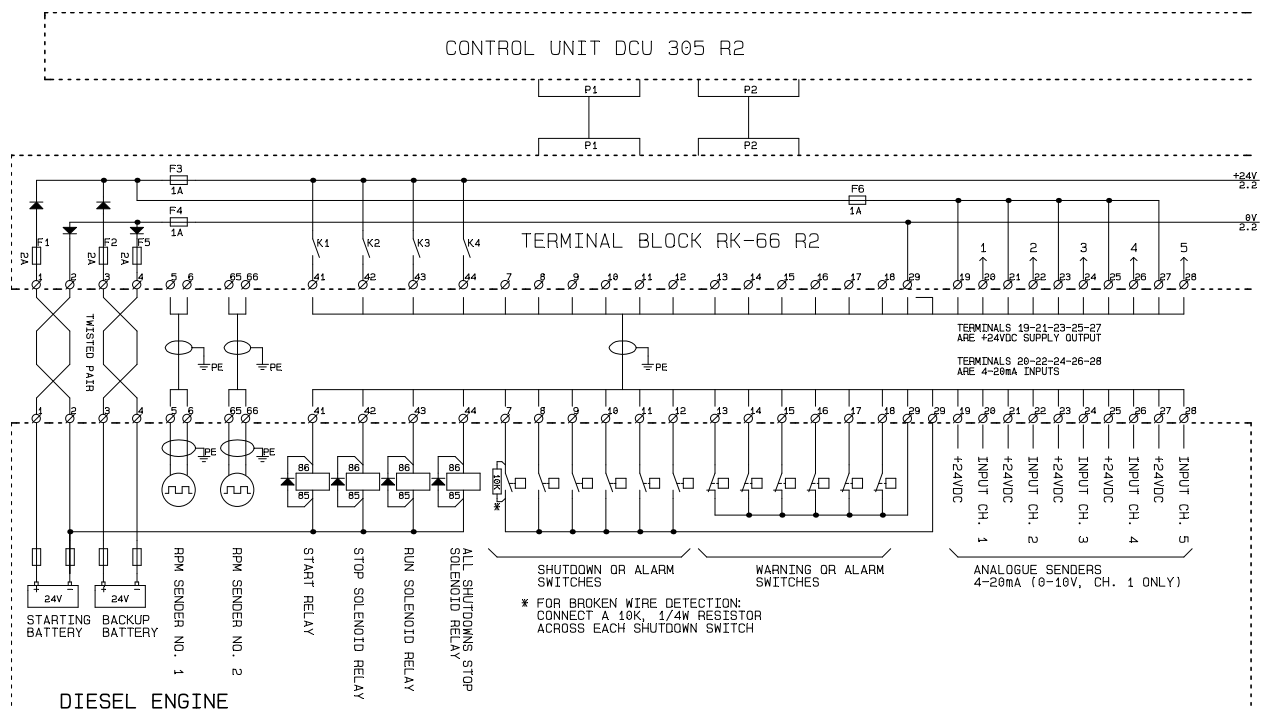 CONTROL UNIT DCU 305 R2
P1
P2
P1
P2
F3
1A
+24V
2.2
F6
1A
F4
1A
0V
2.2
F1
2A
F2
2A
F5
2A
K1
K2
K3
K4
TERMINAL BLOCK RK-66 R2
1
2
3
4
5
1 2 3 4 5 6 65 66 41 42 43 44 7 8 9 10 11 12 13 14 15 16 17 18 29 19 20 21 22 23 24 25 26 27 28
TWISTED PAIR
PE
PE
PE
TERMINALS 19-21-23-25-27
ARE +24VDC SUPPLY OUTPUT
TERMINALS 20-22-24-26-28
ARE 4-20mA INPUTS
1 2 3 4 5 6 65 66 41 42 43 44 7 8 9 10 11 12 13 14 15 16 17 18 29 29 19 20 21 22 23 24 25 26 27 28
PE
PE
86
85
86
85
86
85
86
85
10K
*
+24VDC
INPUT CH. 1
+24VDC
INPUT CH. 2
+24VDC
INPUT CH. 3
+24VDC
INPUT CH. 4
+24VDC
INPUT CH. 5
+ -
24V
+ -
24V
STARTING
BATTERY
BACKUP
BATTERY
RPM SENDER NO. 1
RPM SENDER NO. 2
START RELAY
STOP SOLENOID RELAY
RUN SOLENOID RELAY
ALL SHUTDOWNS STOP
SOLENOID RELAY
SHUTDOWN OR ALARM
SWITCHES
WARNING OR ALARM
SWITCHES
ANALOGUE SENDERS
4-20mA (0-10V, CH. 1 ONLY)
* FOR BROKEN WIRE DETECTION:
CONNECT A 10K, 1/4W RESISTOR
ACROSS EACH SHUTDOWN SWITCH
DIESEL ENGINE